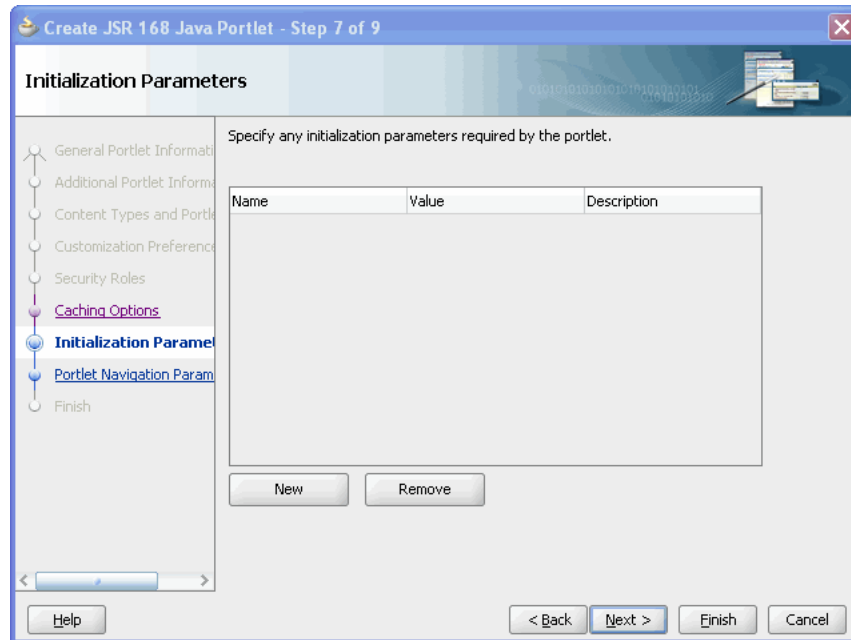 Create JSR 168 Java Portlet - Step 7 of 9
Initialization Parameters
General Portlet Informati
Additional Portlet Informa
Content Types and Portle
Customization Preference
Security Roles
Caching Options
Initialization Paramet
Portlet Navigation Param
Finish
Specify any initialization parameters required by the portlet.
Name Value Description
New Remove
Help < Back Next > Finish Cancel